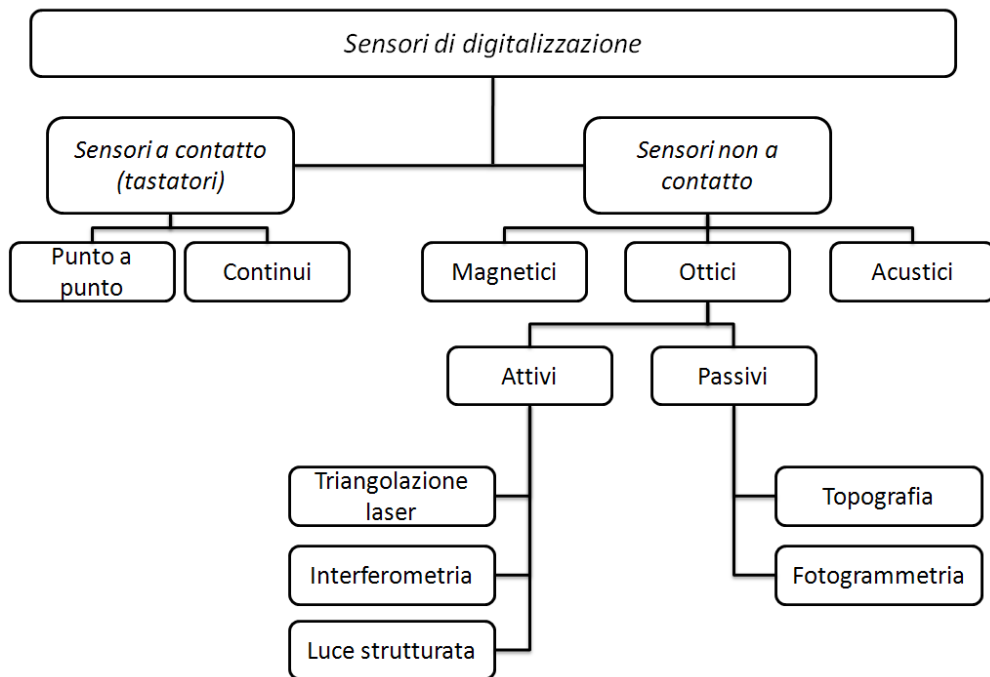 Sensori di digitalizzazione
Sensori a contatto
(tastatori)
Sensori non a
contatto
Punto a
punto
Continui
Magnetici
Ottici
Acustici
Attivi
Passivi
Triangolazione
laser
Topografia
Interferometria
Fotogrammetria
Luce strutturata